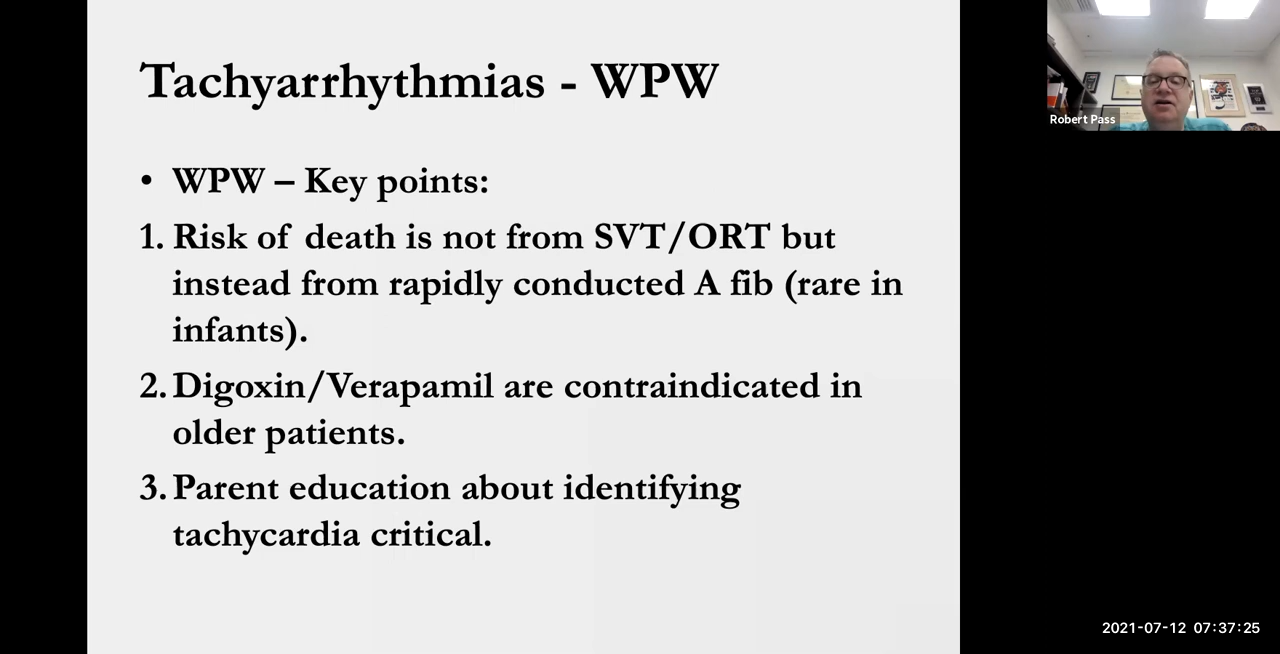 Tachyarrhythmias - WPW
• WPW – Key points:
1. Risk of death is not from SVT/ORT but
instead from rapidly conducted A fib (rare in
infants).
2. Digoxin/Verapamil are contraindicated in
older patients.
3. Parent education about identifying
tachycardia critical.
Robert Pass
2021-07-12 07:37:25